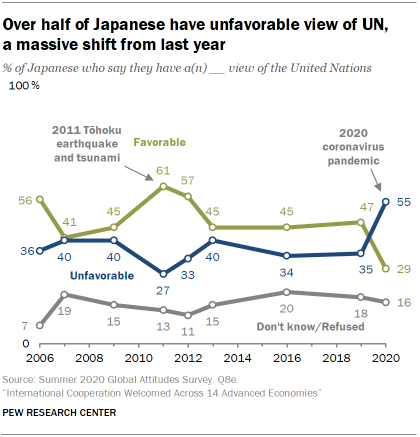 Over half of Japanese have unfavorable view of UN,
a massive shift from last year
% of Japanese who say they have a(n) __ view of the United Nations
100 %
2011 Tōhoku
earthquake
and tsunami
Favorable
2020
coronavirus
pandemic
56 41 45 61 57 45 45 47 29
36 40 40 27 33 40 34 35 55
Unfavorable
7 19 15 13 11 15 20 18 16
Don't know/Refused
0
2006 2008 2010 2012 2014 2016 2018 2020
Source: Summer 2020 Global Attitudes Survey. Q8e.
“International Cooperation Welcomed Across 14 Advanced Economies”
PEW RESEARCH CENTER